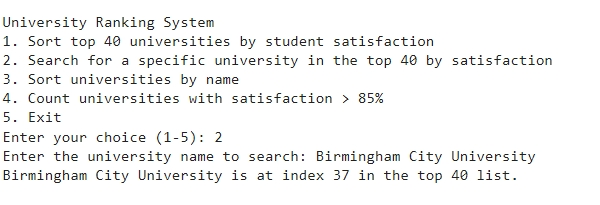 University Ranking System
1. Sort top 40 universities by student satisfaction
2. Search for a specific university in the top 40 by satisfaction
3. Sort universities by name
4. Count universities with satisfaction > 85%
5. Exit
Enter your choice (1-5): 2
Enter the university name to search: Birmingham City University
Birmingham City University is at index 37 in the top 40 list.